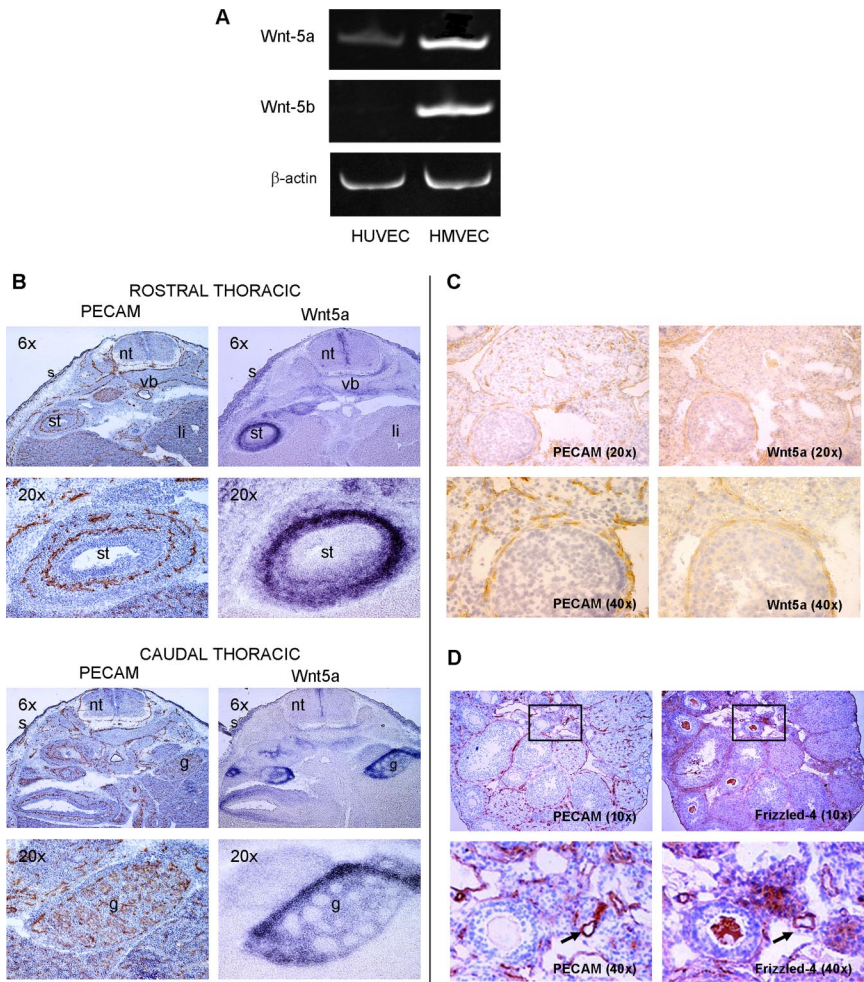 A
Wnt-5a
Wnt-5b
β-actin
HUVEC HMVEC
B
ROSTRAL THORACIC
PECAM Wnt5a
6x nt s vb st li
6x nt s vb st li
20x st
20x st
CAUDAL THORACIC
PECAM Wnt5a
6x s nt g
6x s nt g
20x g
20x g
C
PECAM (20x) Wnt5a (20x)
PECAM (40x) Wnt5a (40x)
D
PECAM (10x) Frizzled-4 (10x)
PECAM (40x) Frizzled-4 (40x)